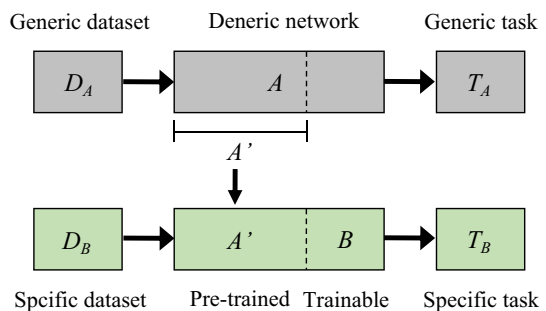 Generic dataset
Deneric network
Generic task
D_A
A
T_A
A'
D_B
A'
B
T_B
Spcific dataset
Pre-trained
Trainable
Specific task